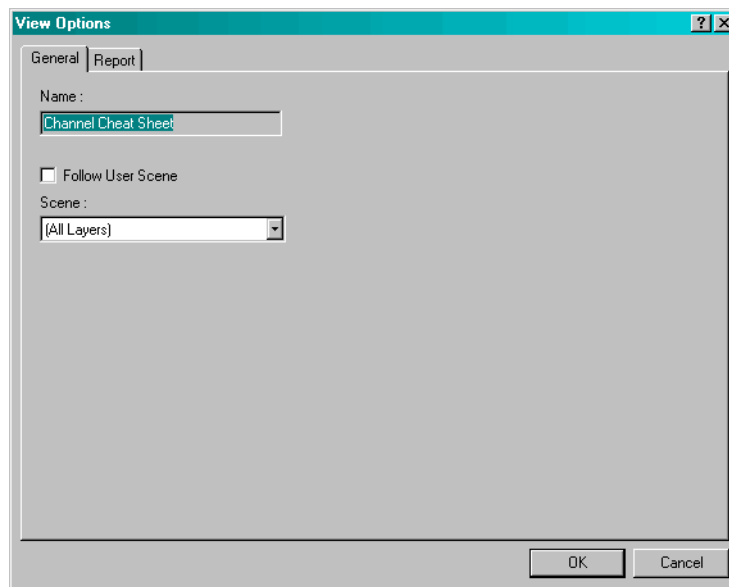 View Options
General Report
Name :
Channel Cheat Sheet
Follow User Scene
Scene :
(All Layers)
OK Cancel